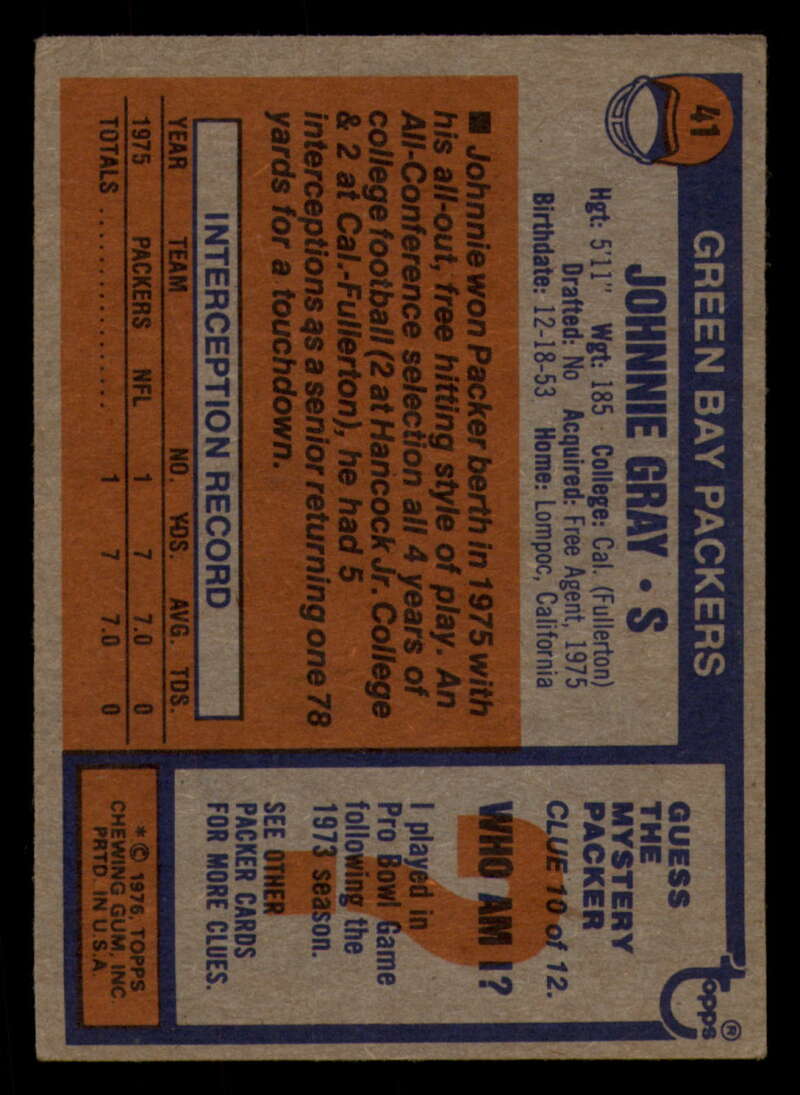 41
GREEN BAY PACKERS
JOHNNIE GRAY • S
Hgt: 5'11" Wgt: 185 College: Cal. (Fullerton)
Drafted: No Acquired: Free Agent, 1975
Birthdate: 12-18-53 Home: Lompoc, California
■ Johnnie won Packer berth in 1975 with
his all-out, free hitting style of play. An
All-Conference selection all 4 years of
college football (2 at Hancock Jr. College
& 2 at Cal.-Fullerton), he had 5
interceptions as a senior returning one 78
yards for a touchdown.
INTERCEPTION RECORD
YEAR TEAM NO. YDS. AVG. TDS.
1975 PACKERS NFL 1 7 7.0 0
TOTALS ............. 1 7 7.0 0
topps®
GUESS
THE
MYSTERY
PACKER
CLUE 10 of 12.
?
WHO AM I?
I played in
Pro Bowl Game
following the
1973 season.
SEE OTHER
PACKER CARDS
FOR MORE CLUES.
*© 1976, TOPPS
CHEWING GUM, INC.
PRTD. IN U.S.A.